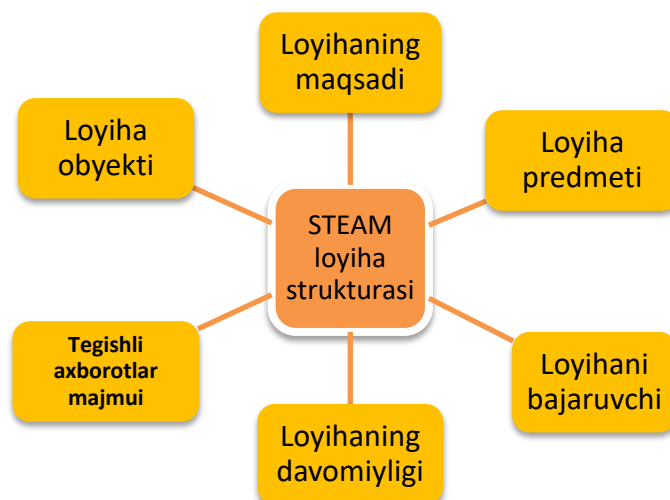 Loyihaning
maqsadi
Loyiha
obyekti
Loyiha
predmeti
STEAM
loyiha
strukturasi
Tegishli
axborotlar
majmui
Loyihani
bajaruvchi
Loyihaning
davomiyligi